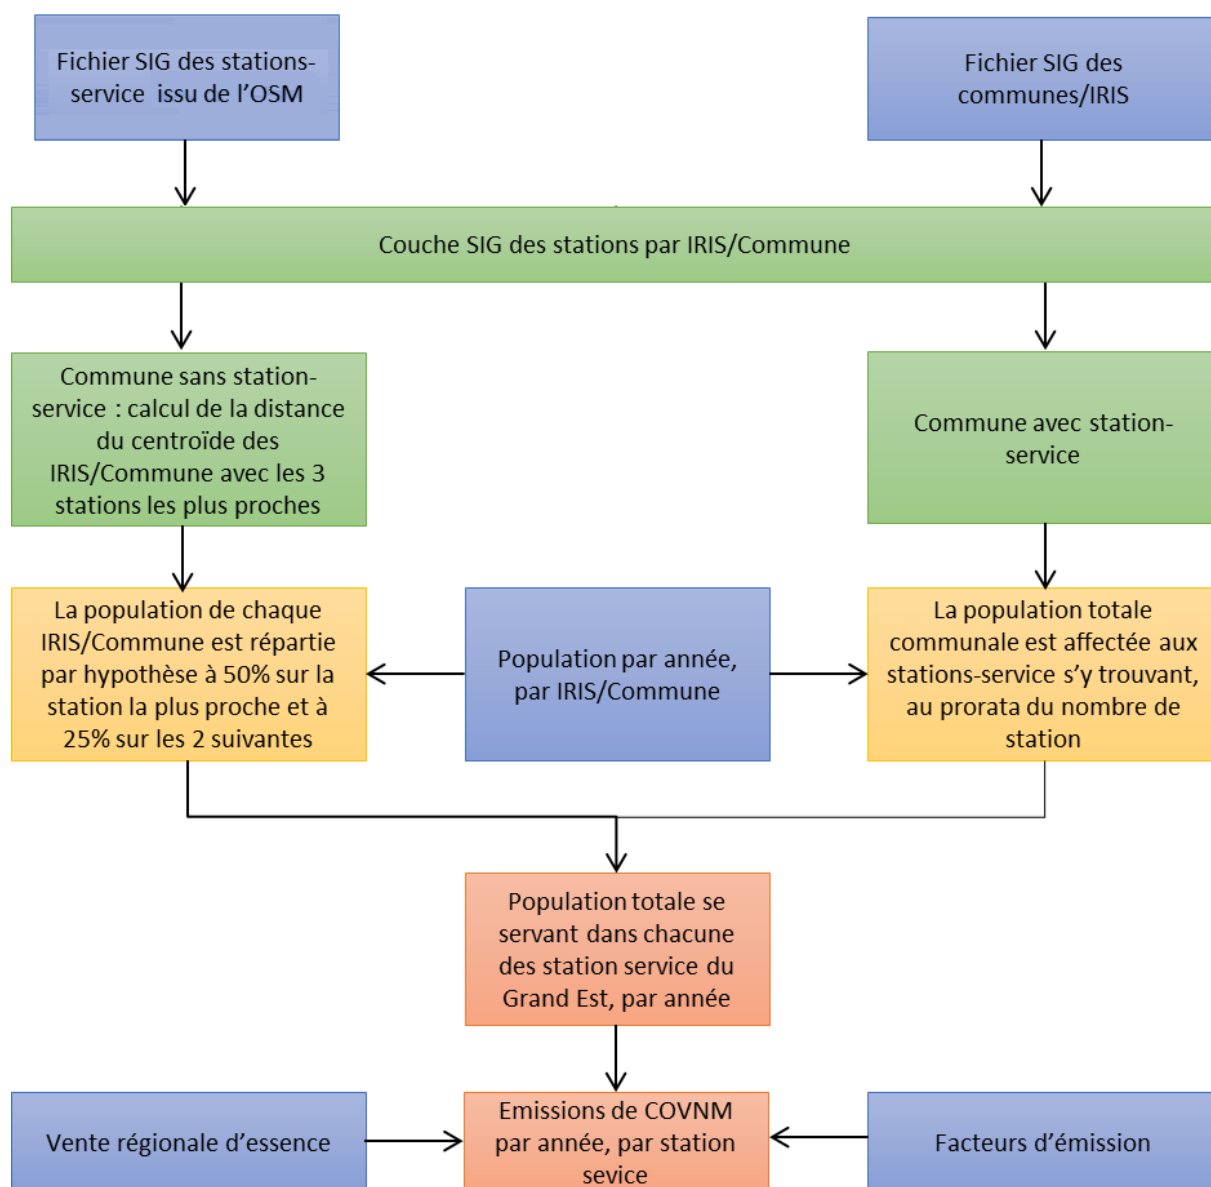 Fichier SIG des stations-
service issu de l'OSM
Fichier SIG des
communes/IRIS
Couche SIG des stations par IRIS/Commune
Commune sans station-
service : calcul de la distance
du centroïde des
IRIS/Commune avec les 3
stations les plus proches
Commune avec station-
service
La population de chaque
IRIS/Commune est répartie
par hypothèse à 50% sur la
station la plus proche et à
25% sur les 2 suivantes
Population par année,
par IRIS/Commune
La population totale
communale est affectée aux
stations-service s'y trouvant,
au prorata du nombre de
station
Population totale se
servant dans chacune
des station service du
Grand Est, par année
Vente régionale d'essence
Emissions de COVNM
par année, par station
sevice
Facteurs d'émission